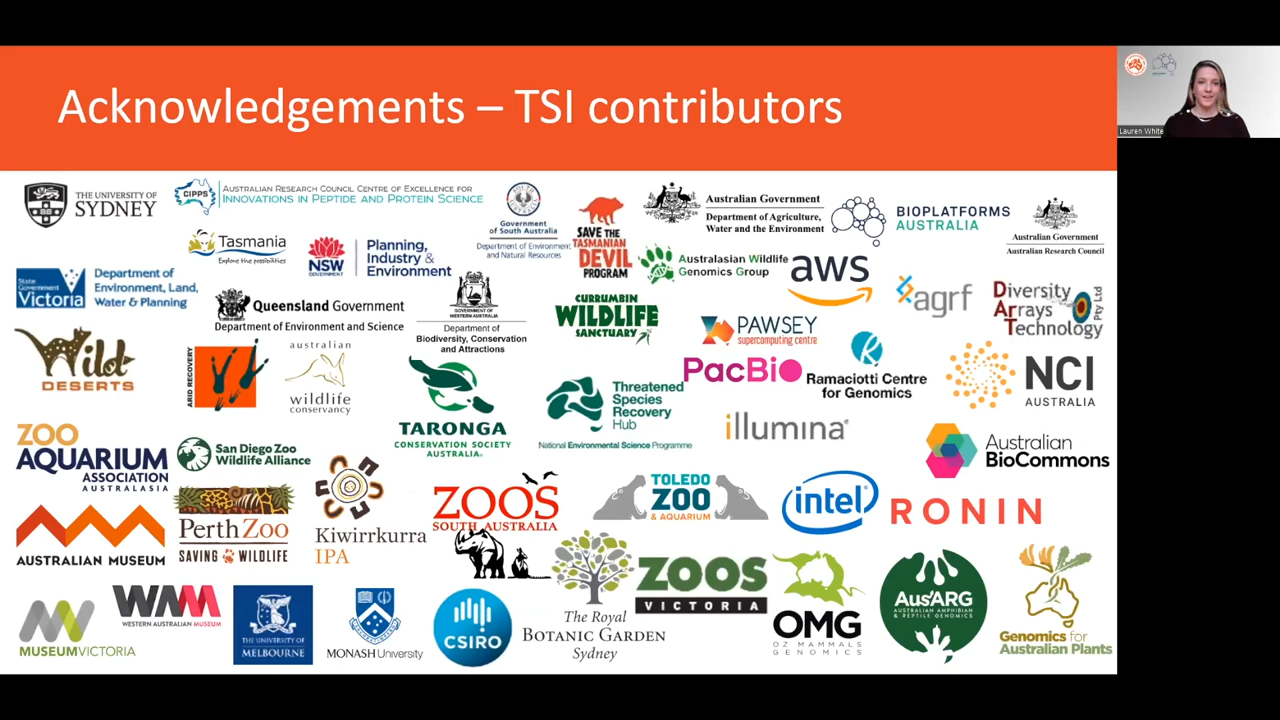 Acknowledgements – TSI contributors
Lauren White
THE UNIVERSITY OF
SYDNEY
CIPPS
AUSTRALIAN RESEARCH COUNCIL CENTRE OF EXCELLENCE FOR
INNOVATIONS IN PEPTIDE AND PROTEIN SCIENCE
Government
of South Australia
Department of Environment
and Natural Resources
SAVE THE
TASMANIAN
DEVIL
PROGRAM
Australian Government
Department of Agriculture,
Water and the Environment
BIOPLATFORMS
AUSTRALIA
Australian Government
Australian Research Council
Tasmania
Explore the possibilities
NSW
GOVERNMENT
Planning,
Industry &
Environment
Australasian Wildlife
Genomics Group
aws
State
Government
Victoria
Department of
Environment, Land,
Water & Planning
Queensland Government
Department of Environment and Science
GOVERNMENT OF
WESTERN AUSTRALIA
Department of
Biodiversity, Conservation
and Attractions
CURRUMBIN
WILDLIFE
SANCTUARY
agrf
Diversity
Arrays
Technology
Pty Ltd
PAWSEY
supercomputing centre
Wild
DESERTS
ARID RECOVERY
australian
wildlife
conservancy
TARONGA
CONSERVATION SOCIETY
AUSTRALIA
Threatened
Species
Recovery
Hub
National Environmental Science Programme
PacBio
Ramaciotti Centre
for Genomics
NCI
AUSTRALIA
illumina
ZOO
AQUARIUM
ASSOCIATION
AUSTRALASIA
San Diego Zoo
Wildlife Alliance
Australian
BioCommons
AUSTRALIAN MUSEUM
Perth Zoo
SAVING WILDLIFE
Kiwirrkurra
IPA
ZOOS
SOUTH AUSTRALIA
TOLEDO
ZOO
& AQUARIUM
intel
RONIN
MUSEUMVICTORIA
WAM
WESTERN AUSTRALIAN MUSEUM
THE UNIVERSITY OF
MELBOURNE
MONASH University
CSIRO
The Royal
BOTANIC GARDEN
Sydney
ZOOS
VICTORIA
OMG
OZ MAMMALS
GENOMICS
AusARG
AUSTRALIAN AMPHIBIAN
& REPTILE GENOMICS
Genomics for
Australian Plants